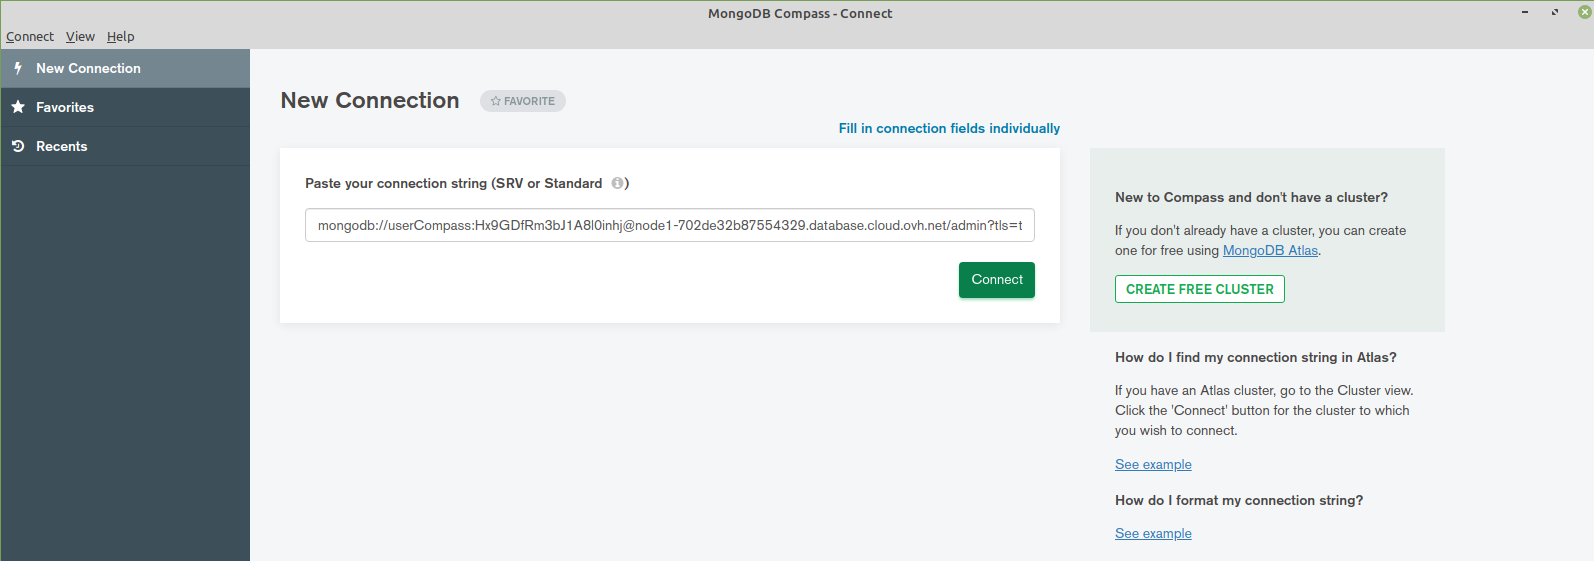 MongoDB Compass - Connect
Connect View Help
New Connection
Favorites
Recents
New Connection
FAVORITE
Fill in connection fields individually
Paste your connection string (SRV or Standard )
mongodb://userCompass:Hx9GDfRm3bJ1A8l0inhj@node1-702de32b87554329.database.cloud.ovh.net/admin?tls=t
Connect
New to Compass and don't have a cluster?
If you don't already have a cluster, you can create
one for free using MongoDB Atlas.
CREATE FREE CLUSTER
How do I find my connection string in Atlas?
If you have an Atlas cluster, go to the Cluster view.
Click the 'Connect' button for the cluster to which
you wish to connect.
See example
How do I format my connection string?
See example